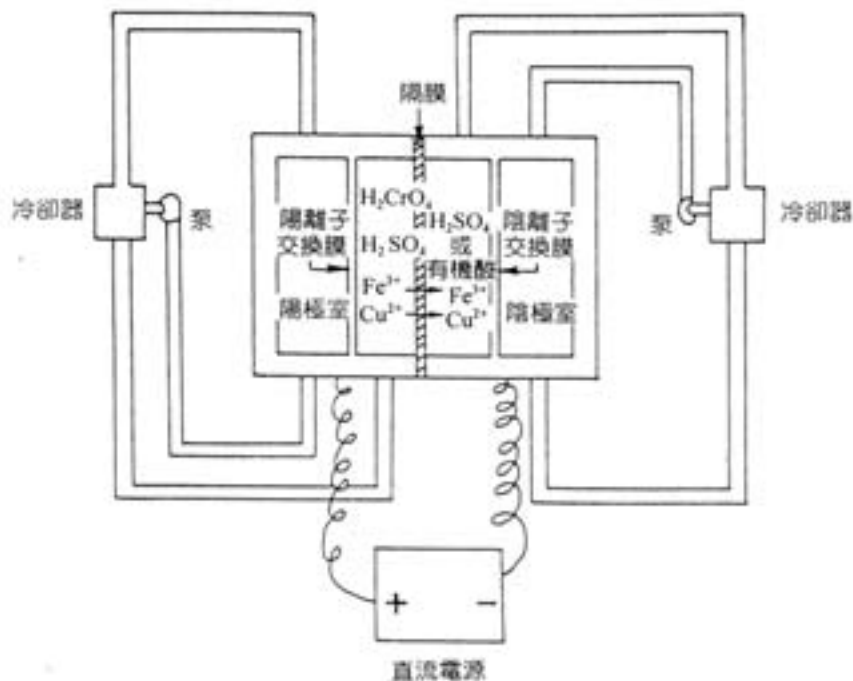 隔膜
冷卻器
泵
陽離子
交換膜
陽極室
H₂CrO₄
H₂SO₄
Fe³⁺
Cu²⁺
H₂SO₄
或
有機酸
Fe³⁺
Cu²⁺
陰離子
交換膜
陰極室
泵
冷卻器
+
−
直流電源